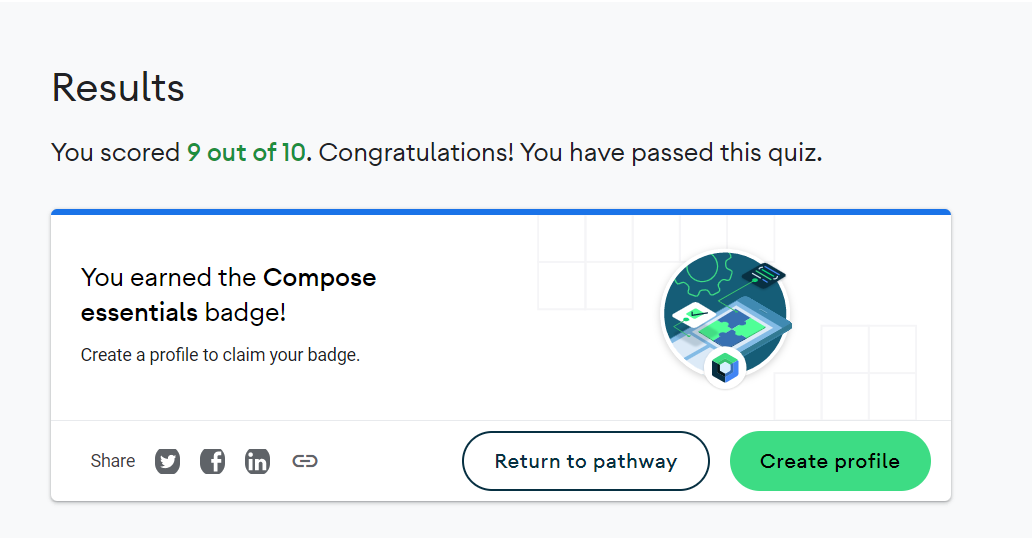 Results
You scored 9 out of 10. Congratulations! You have passed this quiz.
You earned the Compose
essentials badge!
Create a profile to claim your badge.
Share
Return to pathway
Create profile